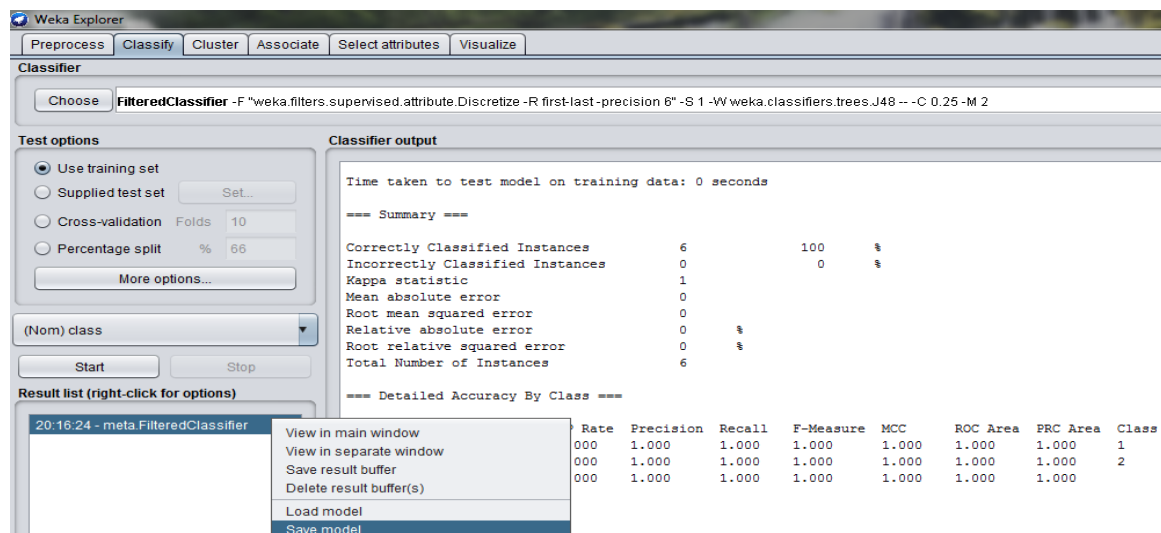 Weka Explorer
Preprocess Classify Cluster Associate Select attributes Visualize
Classifier
Choose FilteredClassifier -F "weka.filters.supervised.attribute.Discretize -R first-last -precision 6" -S 1 -W weka.classifiers.trees.J48 -- -C 0.25 -M 2
Test options
Use training set
Supplied test set Set...
Cross-validation Folds 10
Percentage split % 66
More options...
(Nom) class
Start Stop
Result list (right-click for options)
20:16:24 - meta.FilteredClassifier
Classifier output
Time taken to test model on training data: 0 seconds
=== Summary ===
Correctly Classified Instances 6 100 %
Incorrectly Classified Instances 0 0 %
Kappa statistic 1
Mean absolute error 0
Root mean squared error 0
Relative absolute error 0 %
Root relative squared error 0 %
Total Number of Instances 6
=== Detailed Accuracy By Class ===
Rate Precision Recall F-Measure MCC ROC Area PRC Area Class
000 1.000 1.000 1.000 1.000 1.000 1.000 1
000 1.000 1.000 1.000 1.000 1.000 1.000 2
000 1.000 1.000 1.000 1.000 1.000 1.000
View in main window
View in separate window
Save result buffer
Delete result buffer(s)
Load model
Save model